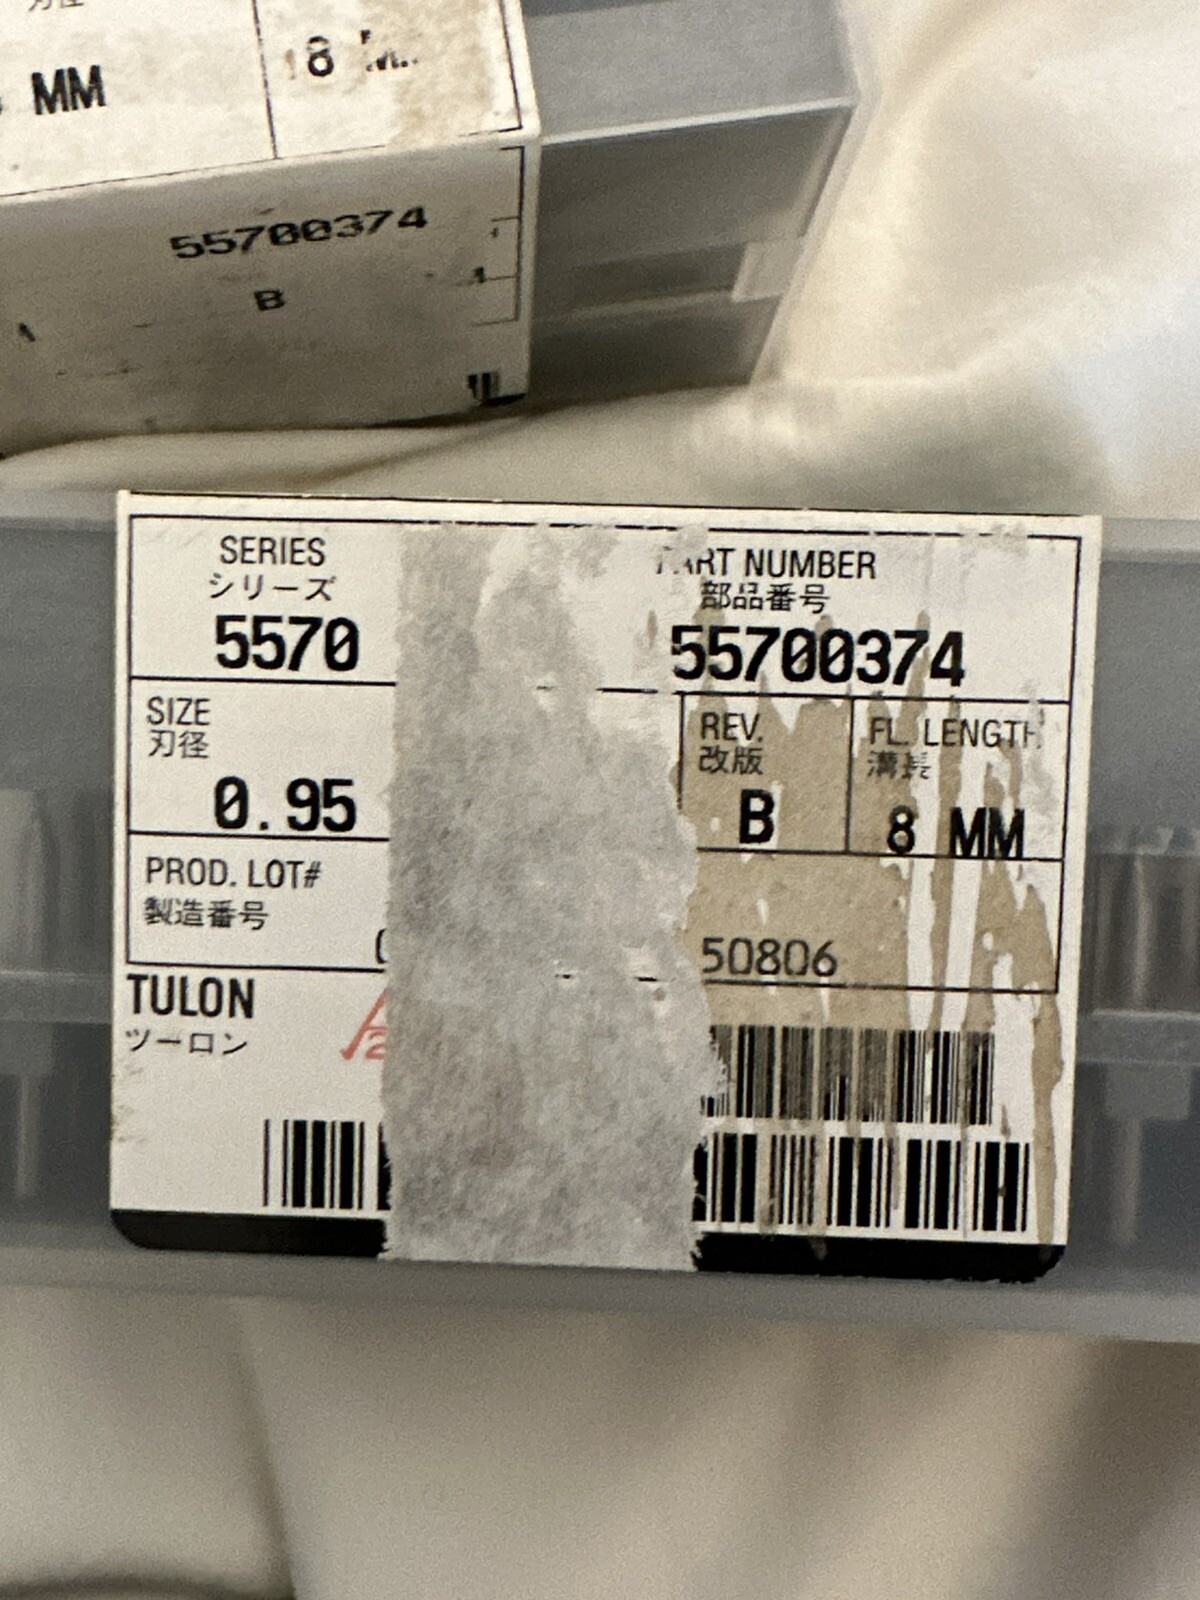 刃径
MM
8
55700374
B
SERIES
シリーズ
5570
PART NUMBER
部品番号
55700374
SIZE
刃径
0.95
REV.
改版
B
FL. LENGTH
溝長
8 MM
PROD. LOT#
製造番号
50806
TULON
ツーロン